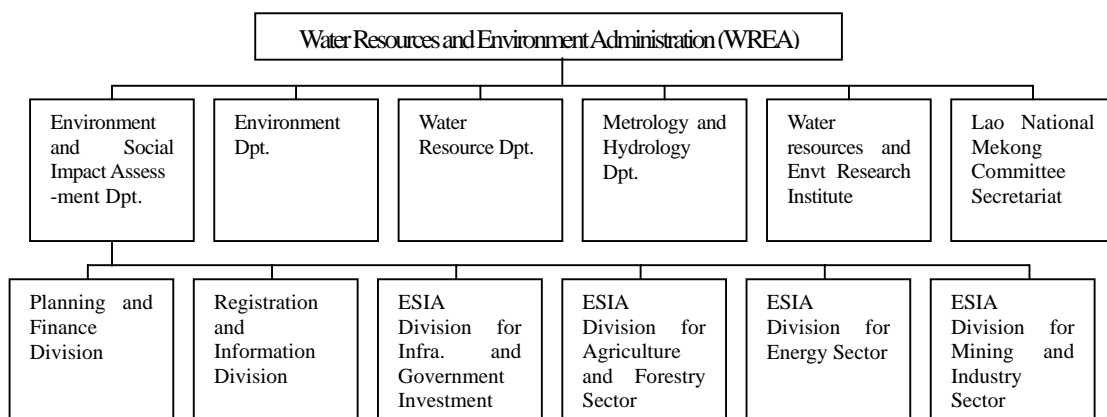 Water Resources and Environment Administration (WREA)
Environment
and Social
Impact Assess
-ment Dpt.
Environment
Dpt.
Water
Resource Dpt.
Metrology and
Hydrology
Dpt.
Water
resources and
Envt Research
Institute
Lao National
Mekong
Committee
Secretariat
Planning and
Finance
Division
Registration
and
Information
Division
ESIA
Division for
Infra. and
Government
Investment
ESIA
Division for
Agriculture
and Forestry
Sector
ESIA
Division for
Energy Sector
ESIA
Division for
Mining and
Industry
Sector